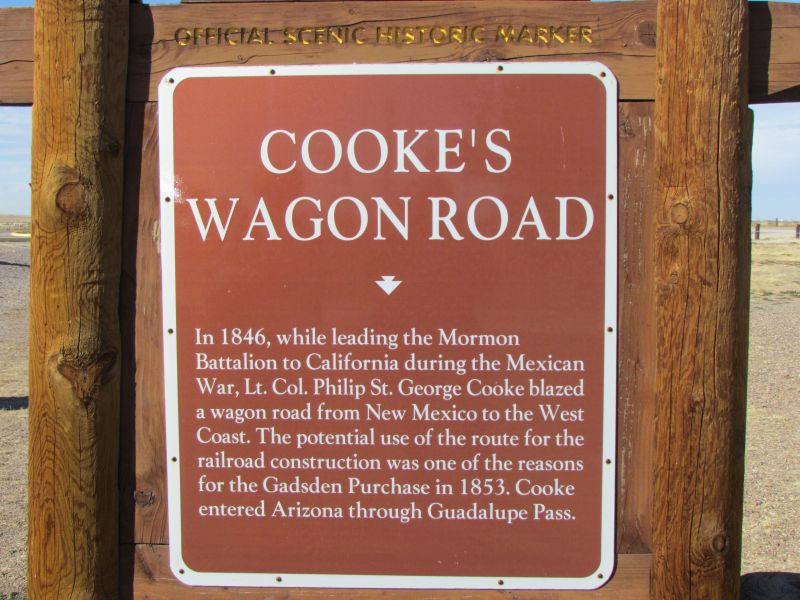 OFFICIAL SCENIC HISTORIC MARKER
COOKE'S
WAGON ROAD
In 1846, while leading the Mormon
Battalion to California during the Mexican
War, Lt. Col. Philip St. George Cooke blazed
a wagon road from New Mexico to the West
Coast. The potential use of the route for the
railroad construction was one of the reasons
for the Gadsden Purchase in 1853. Cooke
entered Arizona through Guadalupe Pass.